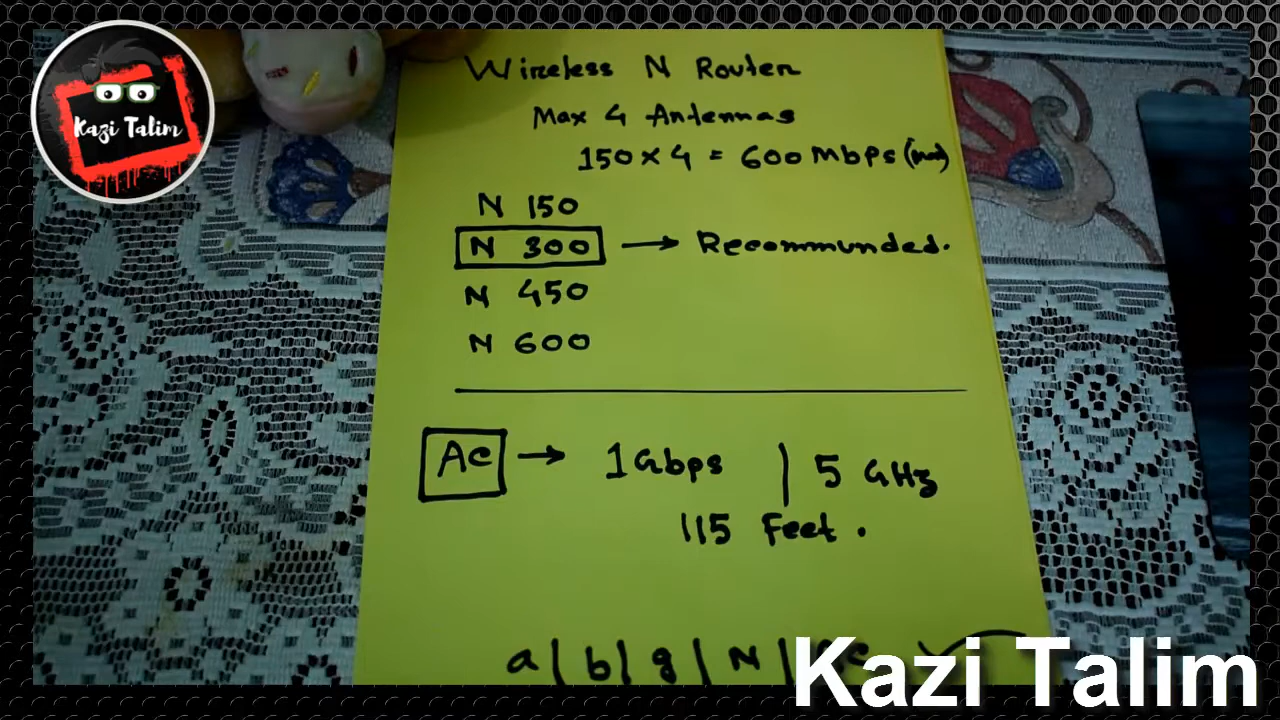 Kazi Talim
Wireless N Router
Max 4 Antennas
150 x 4 = 600 Mbps (max)
N 150
N 300 → Recommunded.
N 450
N 600
AC → 1Gbps | 5 GHz
115 Feet.
a | b | g | N |
Kazi Talim